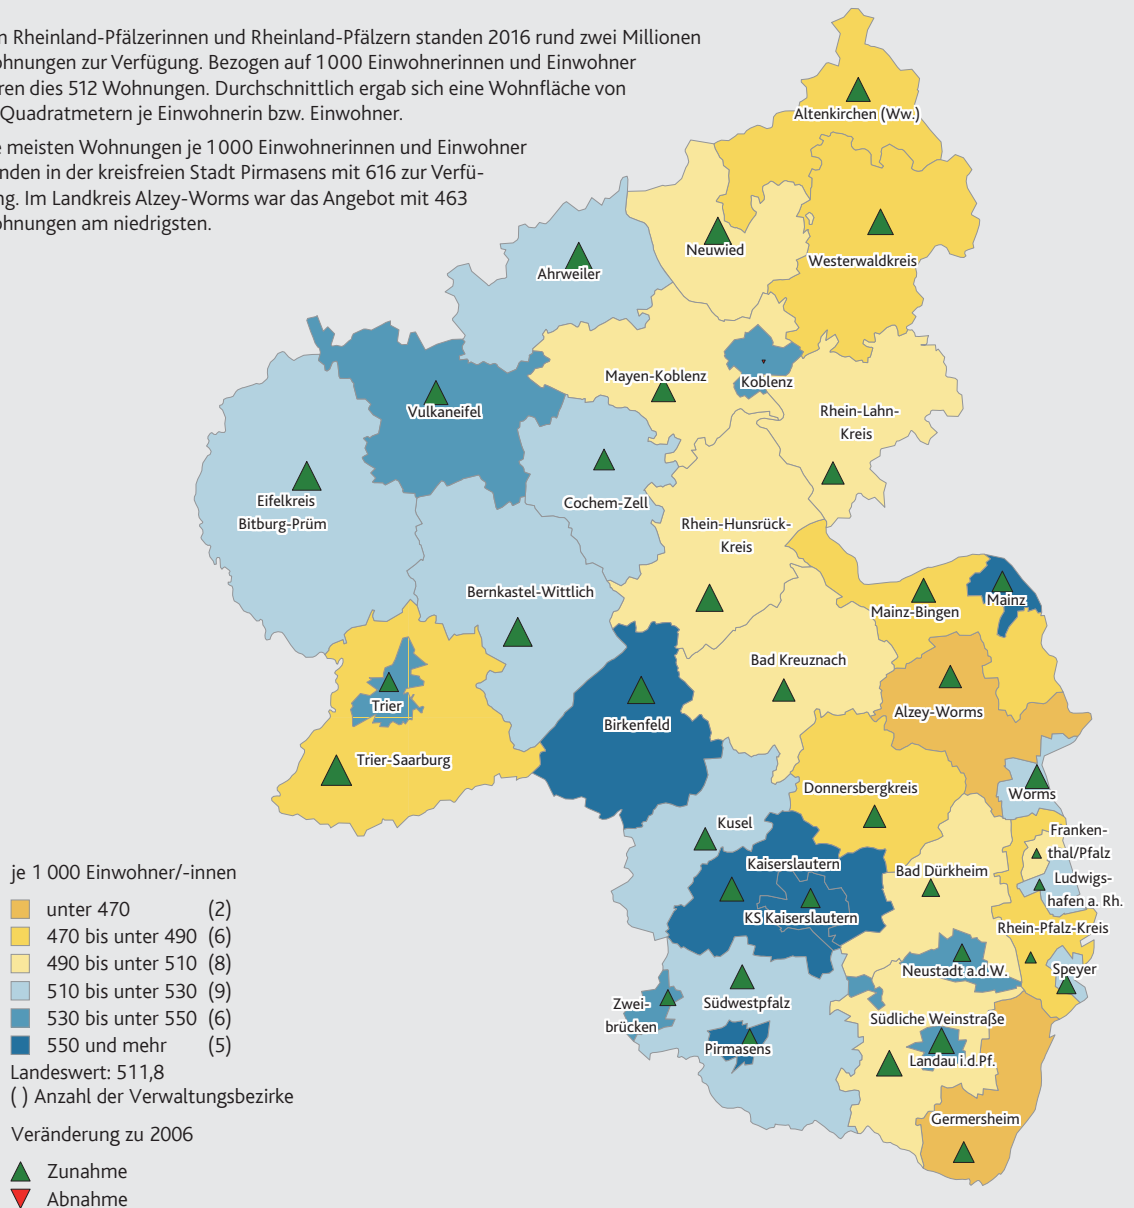 n Rheinland-Pfälzerinnen und Rheinland-Pfälzern standen 2016 rund zwei Millionen
ohnungen zur Verfügung. Bezogen auf 1 000 Einwohnerinnen und Einwohner
ren dies 512 Wohnungen. Durchschnittlich ergab sich eine Wohnfläche von
Quadratmetern je Einwohnerin bzw. Einwohner.
e meisten Wohnungen je 1 000 Einwohnerinnen und Einwohner
nden in der kreisfreien Stadt Pirmasens mit 616 zur Verfü-
ng. Im Landkreis Alzey-Worms war das Angebot mit 463
ohnungen am niedrigsten.
Altenkirchen (Ww.)
Neuwied
Westerwaldkreis
Ahrweiler
Mayen-Koblenz
Koblenz
Vulkaneifel
Rhein-Lahn-
Kreis
Eifelkreis
Bitburg-Prüm
Cochem-Zell
Rhein-Hunsrück-
Kreis
Bernkastel-Wittlich
Mainz-Bingen
Mainz
Bad Kreuznach
Trier
Alzey-Worms
Birkenfeld
Trier-Saarburg
Donnersbergkreis
Worms
Kusel
Franken-
thal/Pfalz
Kaiserslautern
Bad Dürkheim
Ludwigs-
hafen a. Rh.
KS Kaiserslautern
Rhein-Pfalz-Kreis
Neustadt a.d.W.
Speyer
Zwei-
brücken
Südwestpfalz
Südliche Weinstraße
Pirmasens
Landau i.d.Pf.
Germersheim
je 1 000 Einwohner/-innen
unter 470 (2)
470 bis unter 490 (6)
490 bis unter 510 (8)
510 bis unter 530 (9)
530 bis unter 550 (6)
550 und mehr (5)
Landeswert: 511,8
( ) Anzahl der Verwaltungsbezirke
Veränderung zu 2006
Zunahme
Abnahme